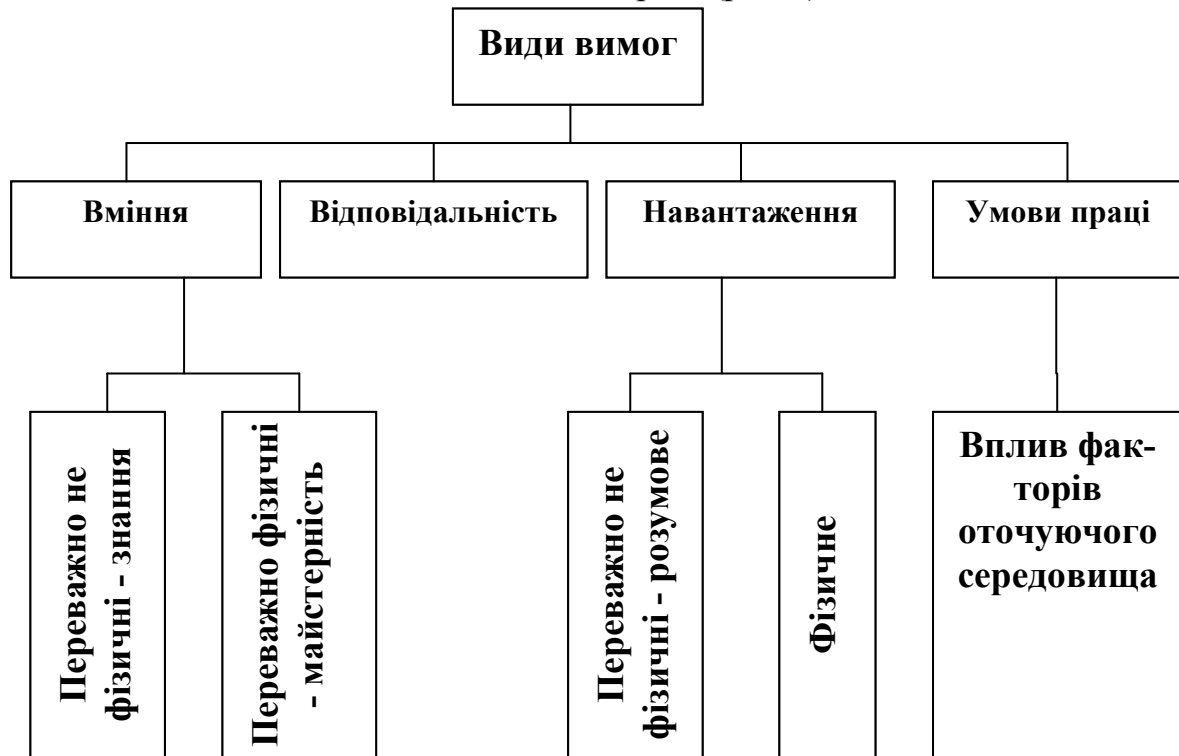 Види вимог
Вміння
Відповідальність
Навантаження
Умови праці
Переважно не
фізичні - знання
Переважно фізичні
- майстерність
Переважно не
фізичні - розумове
Фізичне
Вплив фак-
торів
оточуючого
середовища